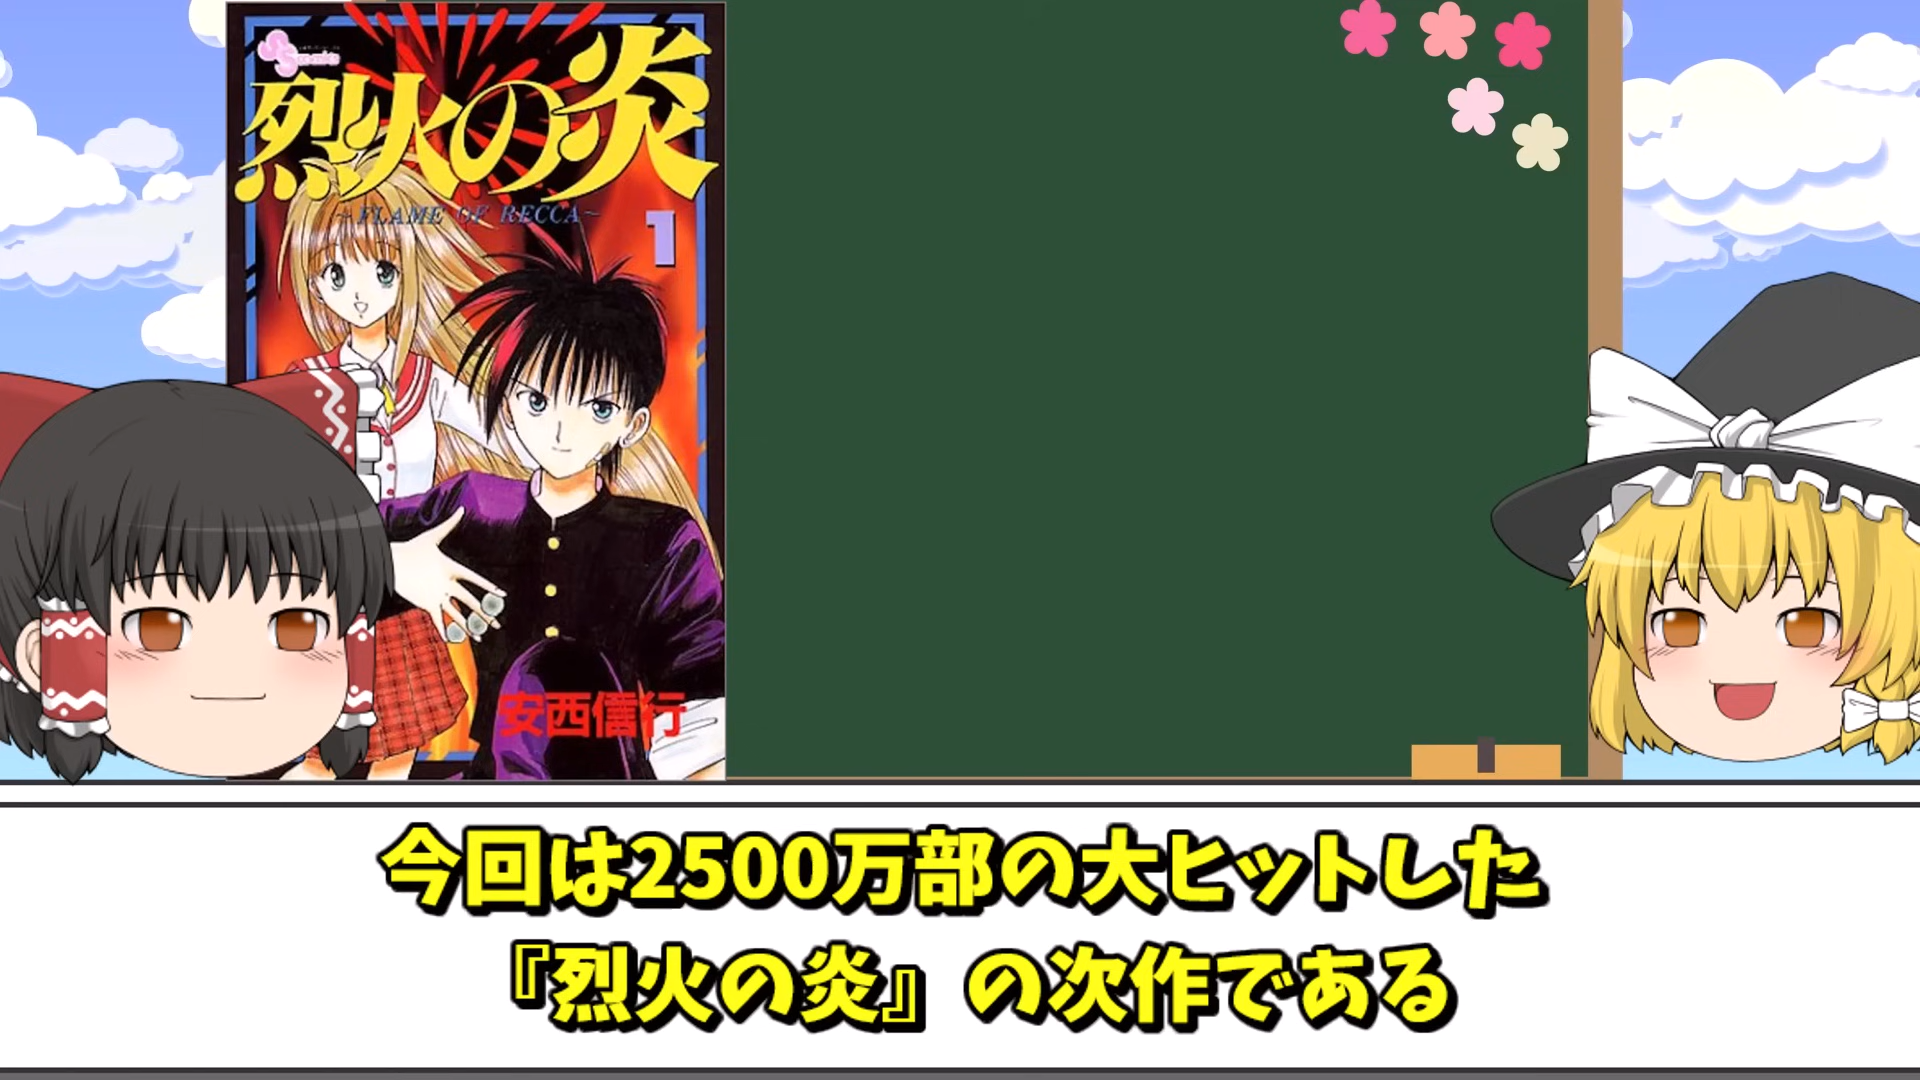 烈火の炎
~FLAME OF RECCA~
1
安西信行
今回は2500万部の大ヒットした
『烈火の炎』の次作である